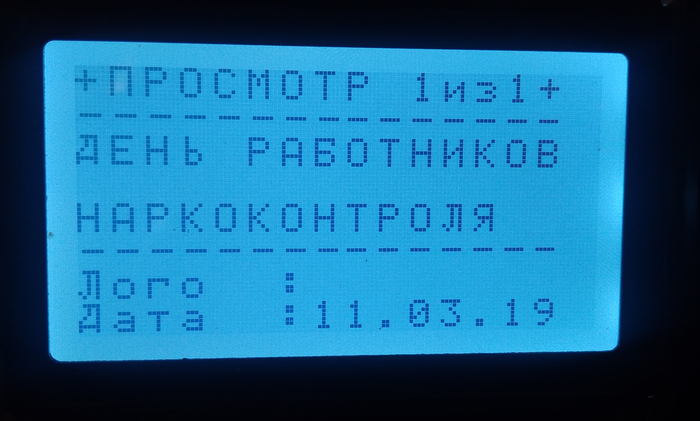 +ПРОСМОТР 1из1+
--------------
ДЕНЬ РАБОТНИКОВ
НАРКОКОНТРОЛЯ
--------------
Лого :
Дата :11.03.19